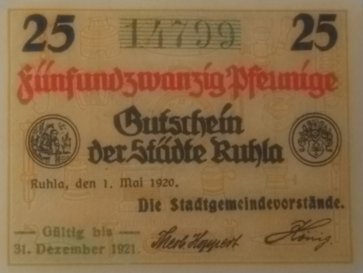 25 14799 25
Fünfundzwanzig Pfennige
Gutschein
der Städte Ruhla
Ruhla, den 1. Mai 1920.
Die Stadtgemeindevorstände.
Gültig bis
31. Dezember 1921.
König